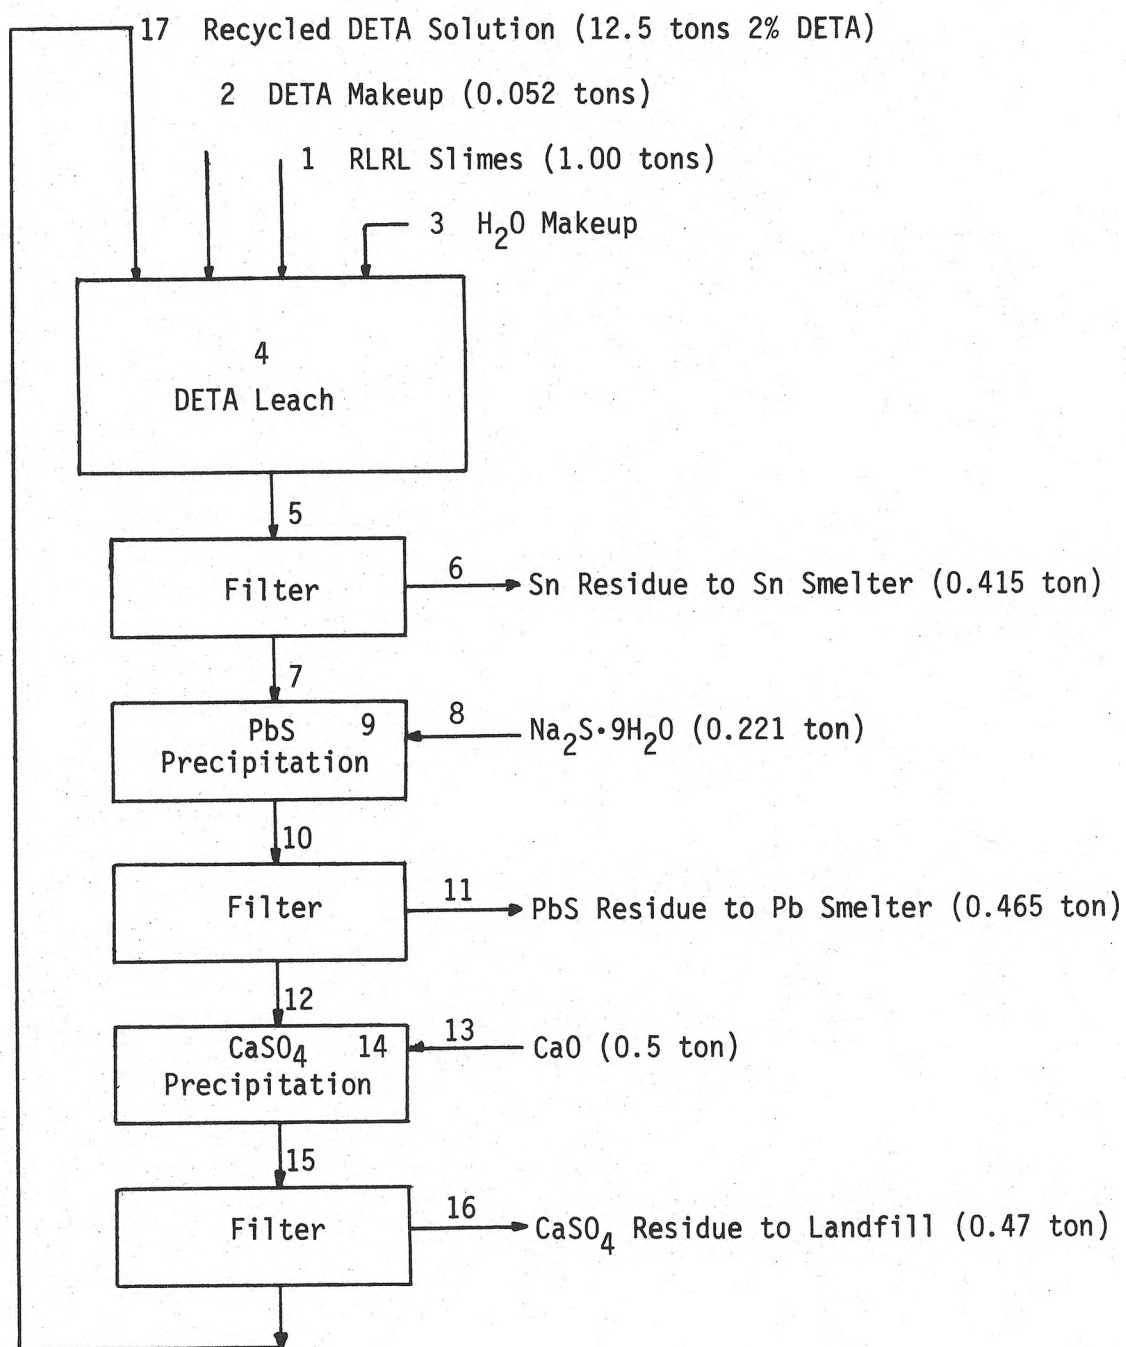 17 Recycled DETA Solution (12.5 tons 2% DETA)
2 DETA Makeup (0.052 tons)
1 RLRL Slimes (1.00 tons)
3 H₂O Makeup
4
DETA Leach
5
Filter
6
Sn Residue to Sn Smelter (0.415 ton)
7
PbS 9
Precipitation
8
Na₂S·9H₂O (0.221 ton)
10
Filter
11
PbS Residue to Pb Smelter (0.465 ton)
12
CaSO₄ 14
Precipitation
13
CaO (0.5 ton)
15
Filter
16
CaSO₄ Residue to Landfill (0.47 ton)